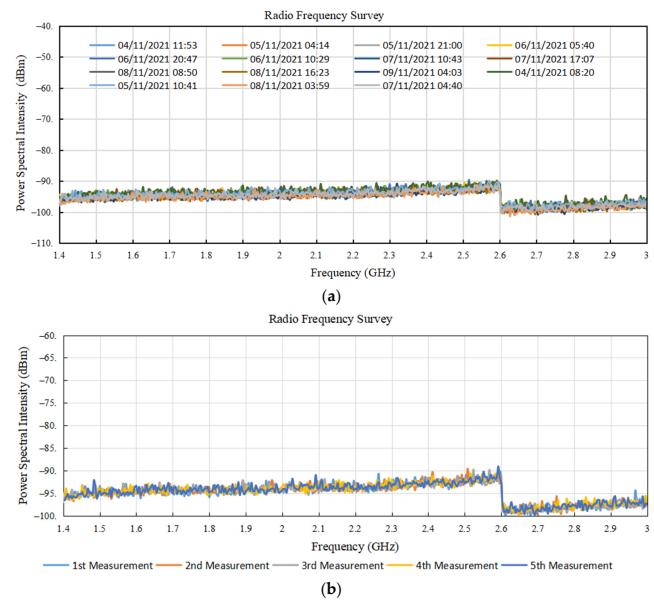 Radio Frequency Survey
−40.
−50.
−60.
−70.
−80.
−90.
−100.
−110.
Power Spectral Intensity (dBm)
04/11/2021 11:53 05/11/2021 04:14 05/11/2021 21:00 06/11/2021 05:40
06/11/2021 20:47 06/11/2021 10:29 07/11/2021 10:43 07/11/2021 17:07
08/11/2021 08:50 08/11/2021 16:23 09/11/2021 04:03 04/11/2021 08:20
05/11/2021 10:41 08/11/2021 03:59 07/11/2021 04:40
1.4 1.5 1.6 1.7 1.8 1.9 2 2.1 2.2 2.3 2.4 2.5 2.6 2.7 2.8 2.9 3
Frequency (GHz)
(a)
Radio Frequency Survey
−60.
−65.
−70.
−75.
−80.
−85.
−90.
−95.
−100.
Power Spectral Intensity (dBm)
1.4 1.5 1.6 1.7 1.8 1.9 2 2.1 2.2 2.3 2.4 2.5 2.6 2.7 2.8 2.9 3
Frequency (GHz)
1st Measurement 2nd Measurement 3rd Measurement 4th Measurement 5th Measurement
(b)